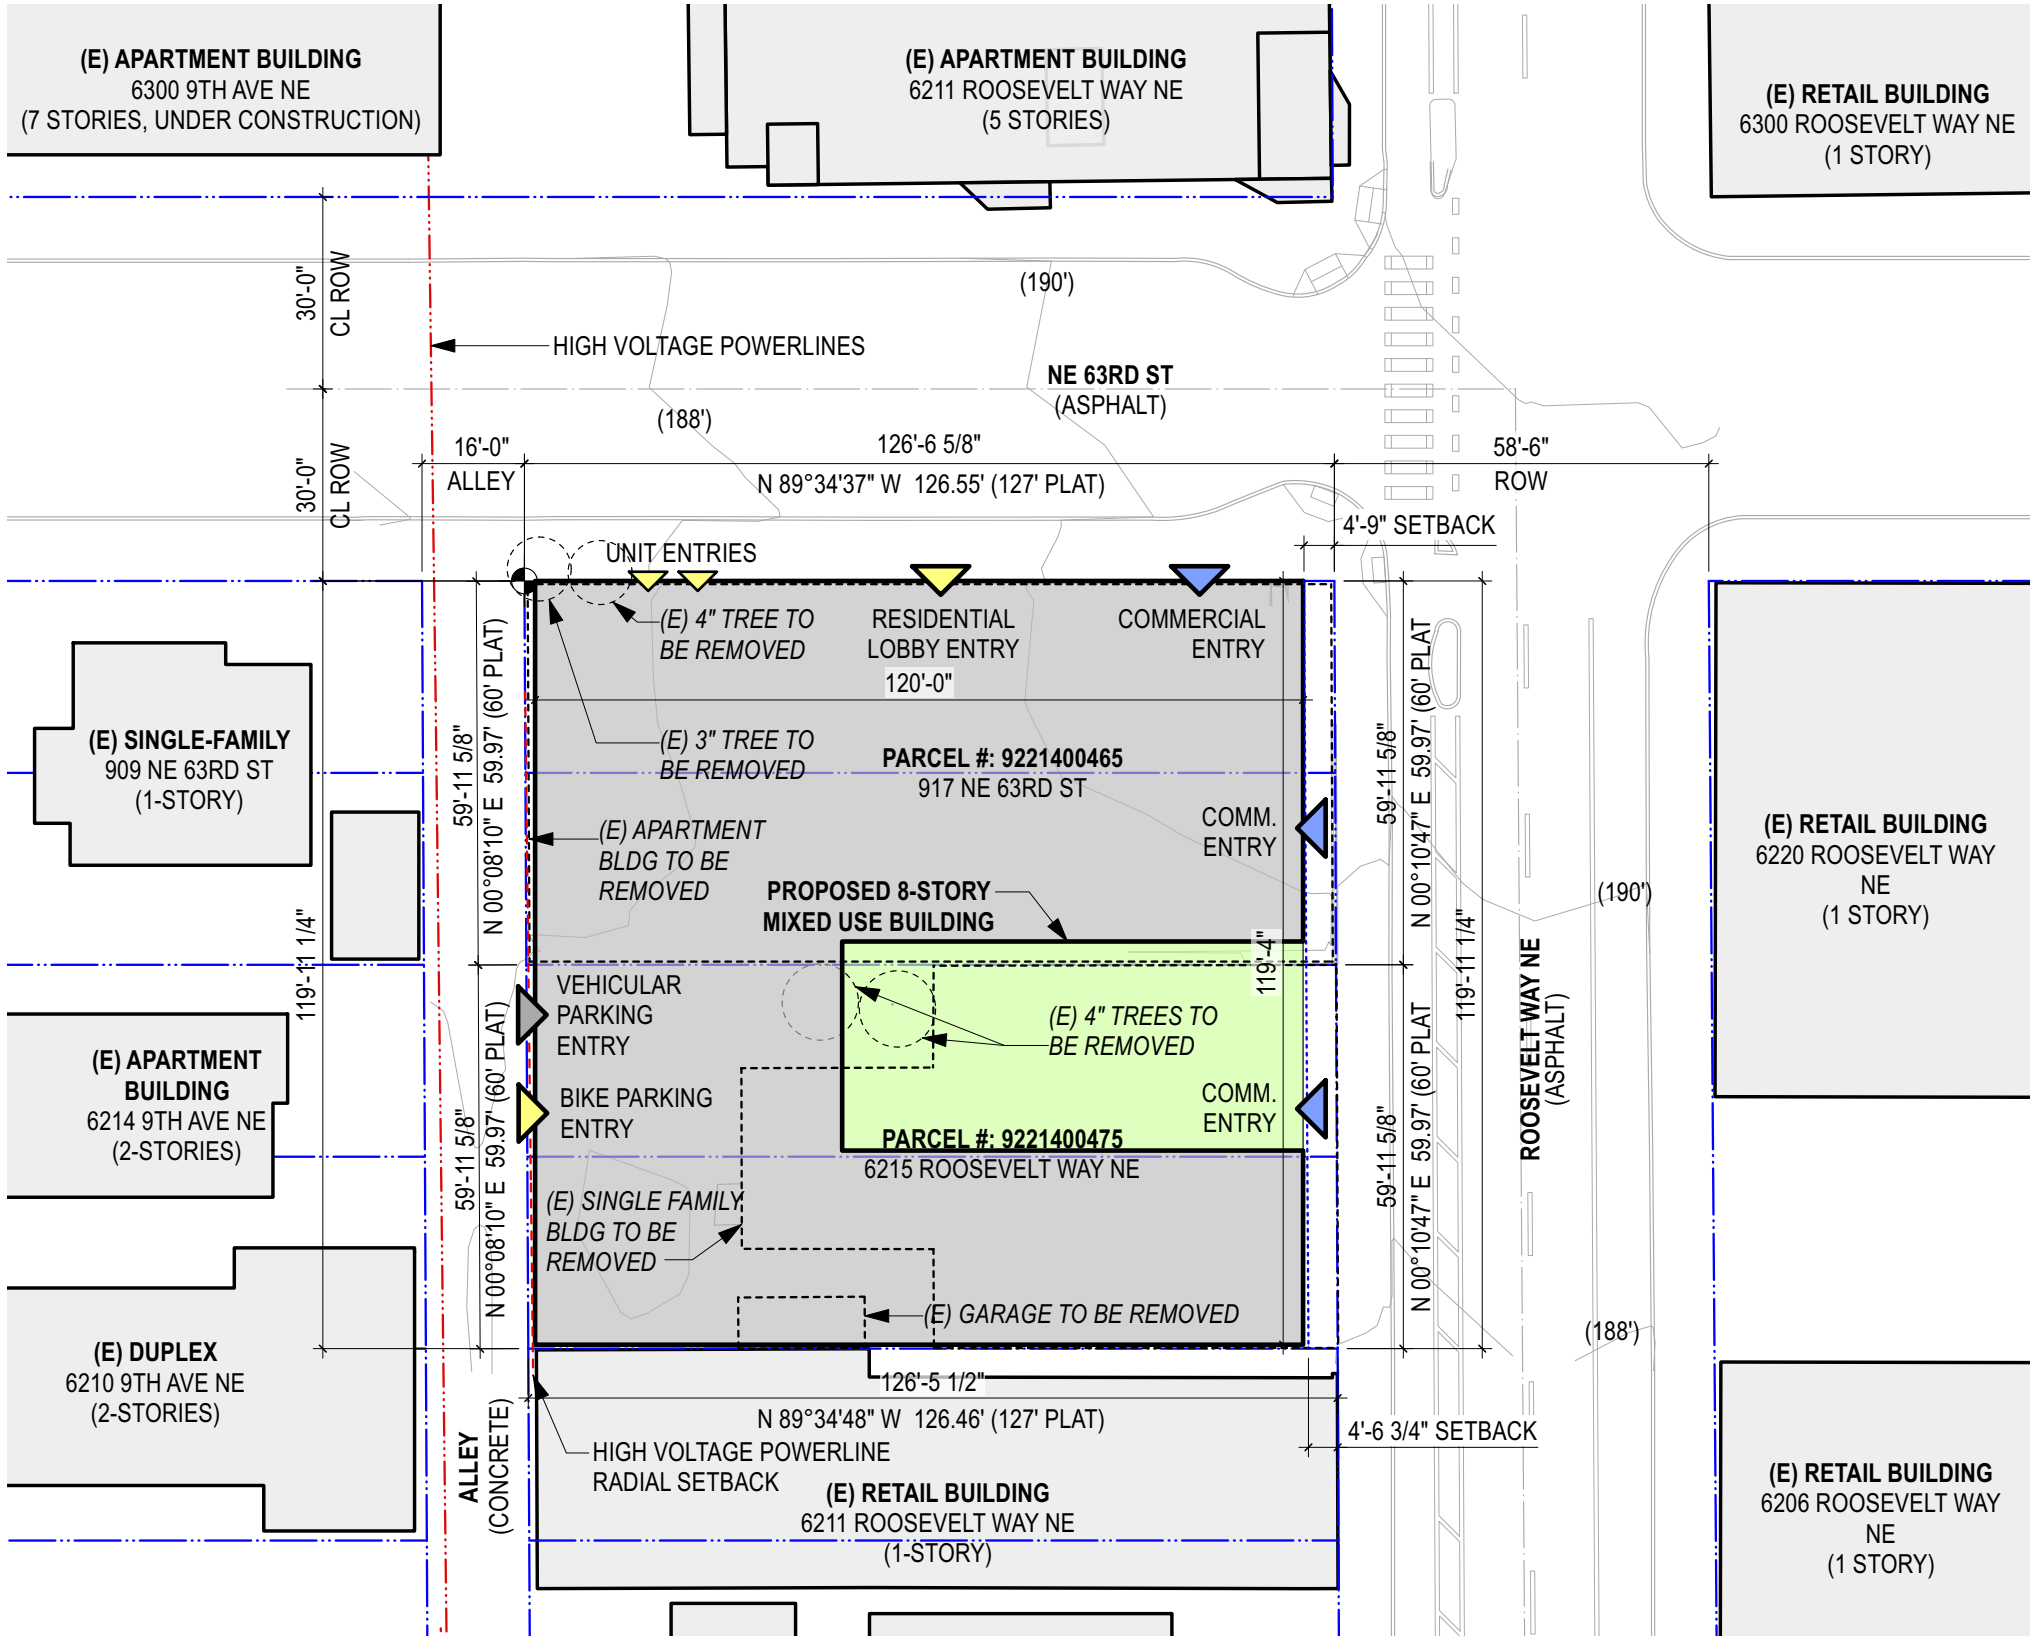 (E) APARTMENT BUILDING
6300 9TH AVE NE
(7 STORIES, UNDER CONSTRUCTION)
(E) APARTMENT BUILDING
6211 ROOSEVELT WAY NE
(5 STORIES)
(E) RETAIL BUILDING
6300 ROOSEVELT WAY NE
(1 STORY)
30'-0"
CL ROW
(190')
HIGH VOLTAGE POWERLINES
NE 63RD ST
(ASPHALT)
(188')
30'-0"
CL ROW
16'-0"
ALLEY
126'-6 5/8"
N 89°34'37" W 126.55' (127' PLAT)
58'-6"
ROW
4'-9" SETBACK
UNIT ENTRIES
(E) 4" TREE TO
BE REMOVED
RESIDENTIAL
LOBBY ENTRY
COMMERCIAL
ENTRY
120'-0"
59'-11 5/8"
N 00°08'10" E 59.97' (60' PLAT)
(E) 3" TREE TO
BE REMOVED
PARCEL #: 9221400465
917 NE 63RD ST
59'-11 5/8"
N 00°10'47" E 59.97' (60' PLAT
(E) SINGLE-FAMILY
909 NE 63RD ST
(1-STORY)
(E) APARTMENT
BLDG TO BE
REMOVED
COMM.
ENTRY
(E) RETAIL BUILDING
6220 ROOSEVELT WAY
NE
(1 STORY)
PROPOSED 8-STORY
MIXED USE BUILDING
(190')
119'-11 1/4"
119'-4"
119'-11 1/4"
VEHICULAR
PARKING
ENTRY
(E) 4" TREES TO
BE REMOVED
ROOSEVELT WAY NE
(ASPHALT)
(E) APARTMENT
BUILDING
6214 9TH AVE NE
(2-STORIES)
59'-11 5/8"
N 00°08'10" E 59.97' (60' PLAT)
BIKE PARKING
ENTRY
COMM.
ENTRY
PARCEL #: 9221400475
6215 ROOSEVELT WAY NE
59'-11 5/8"
N 00°10'47" E 59.97' (60' PLAT
(E) SINGLE FAMILY
BLDG TO BE
REMOVED
(E) GARAGE TO BE REMOVED
(188')
(E) DUPLEX
6210 9TH AVE NE
(2-STORIES)
126'-5 1/2"
N 89°34'48" W 126.46' (127' PLAT)
4'-6 3/4" SETBACK
ALLEY
(CONCRETE)
HIGH VOLTAGE POWERLINE
RADIAL SETBACK
(E) RETAIL BUILDING
6211 ROOSEVELT WAY NE
(1-STORY)
(E) RETAIL BUILDING
6206 ROOSEVELT WAY
NE
(1 STORY)